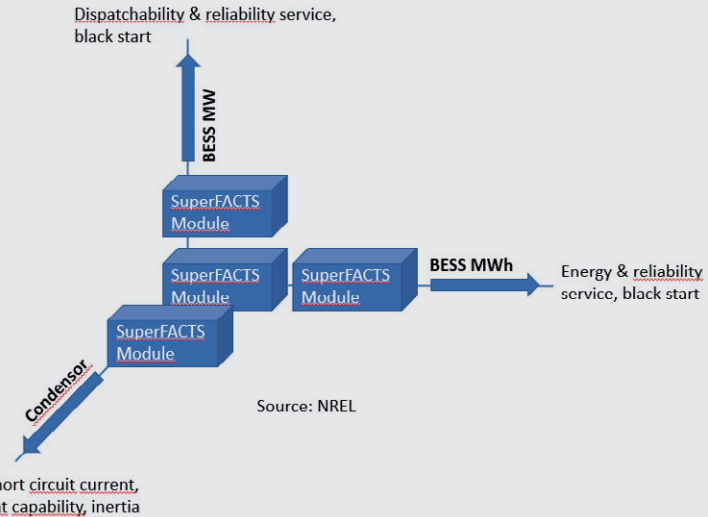 Dispatchability & reliability service,
black start
BESS MW
SuperFACTS
Module
SuperFACTS
Module
SuperFACTS
Module
BESS MWh
Energy & reliability
service, black start
SuperFACTS
Module
Condensor
Source: NREL
circuit current,
capability, inertia